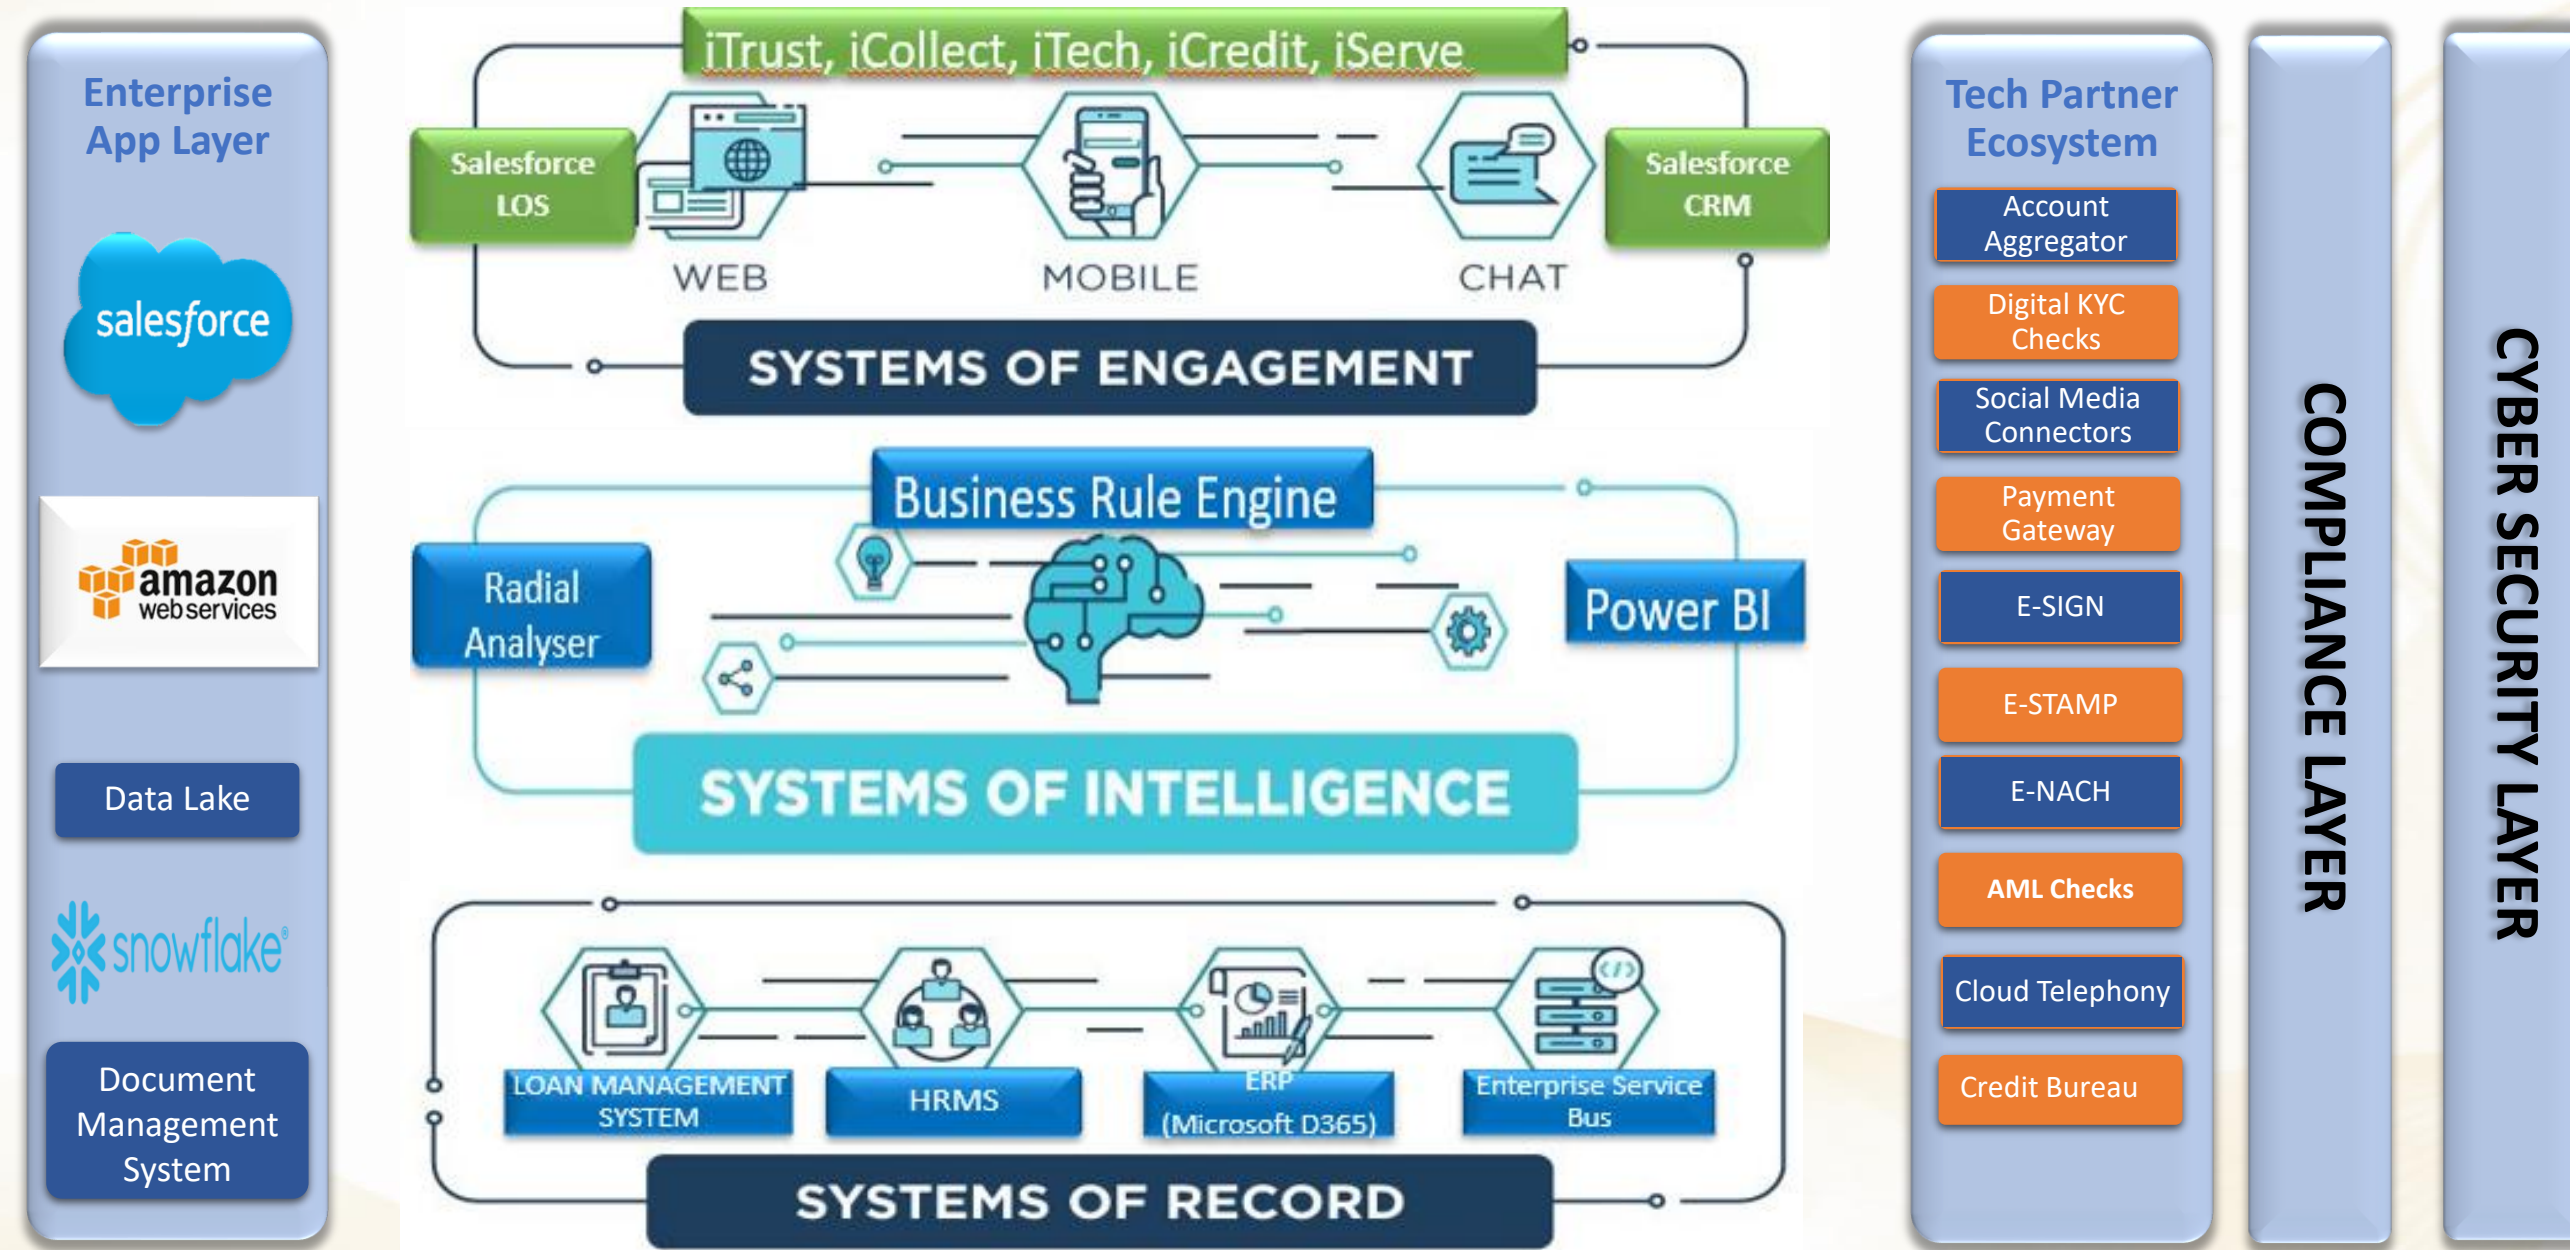 Enterprise
App Layer
salesforce
amazon
webservices
Data Lake
snowflake®
Document
Management
System
iTrust, iCollect, iTech, iCredit, iServe
Salesforce
LOS
Salesforce
CRM
WEB
MOBILE
CHAT
SYSTEMS OF ENGAGEMENT
Business Rule Engine
Radial
Analyser
Power BI
SYSTEMS OF INTELLIGENCE
LOAN MANAGEMENT
SYSTEM
HRMS
ERP
(Microsoft D365)
Enterprise Service
Bus
SYSTEMS OF RECORD
Tech Partner
Ecosystem
Account
Aggregator
Digital KYC
Checks
Social Media
Connectors
Payment
Gateway
E-SIGN
E-STAMP
E-NACH
AML Checks
Cloud Telephony
Credit Bureau
COMPLIANCE LAYER
CYBER SECURITY LAYER